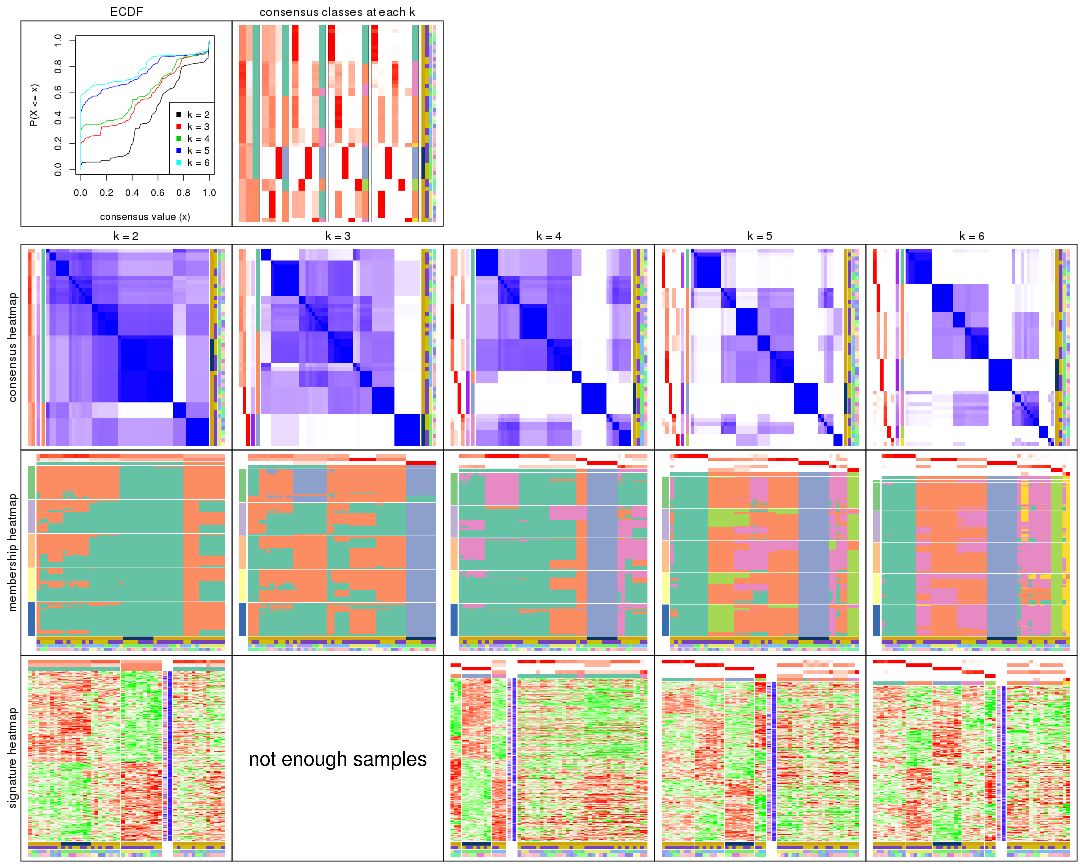 ECDF
consensus classes at each k
P(X <= x)
1.0
0.8
0.6
0.4
0.2
0.0
k = 2
k = 3
k = 4
k = 5
k = 6
0.0 0.2 0.4 0.6 0.8 1.0
consensus value (x)
k = 2
k = 3
k = 4
k = 5
k = 6
consensus heatmap
membership heatmap
signature heatmap
not enough samples